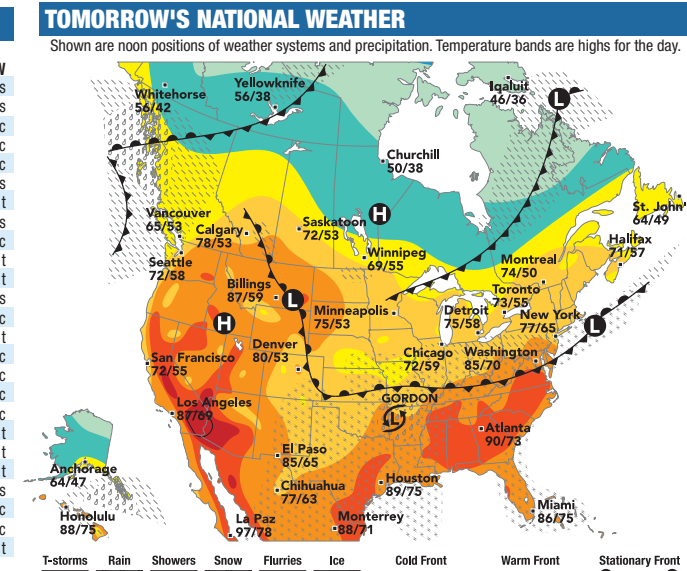 TOMORROW'S NATIONAL WEATHER
Shown are noon positions of weather systems and precipitation. Temperature bands are highs for the day.
W
s
s
c
c
c
s
t
s
c
t
t
s
c
t
c
c
c
c
t
t
t
s
c
c
t
Whitehorse
56/42
Yellowknife
56/38
Iqaluit
46/36
L
Churchill
50/38
H
St. John'
64/49
Vancouver
65/53
Calgary
78/53
Saskatoon
72/53
Halifax
71/57
Winnipeg
69/55
Seattle
72/58
Montreal
74/50
Billings
87/59
L
Toronto
73/55
Minneapolis
75/53
Detroit
75/58
New York
77/65
L
H
Denver
80/53
San Francisco
72/55
Chicago
72/59
Washington
85/70
GORDON
L
Los Angeles
87/69
Atlanta
90/73
El Paso
85/65
Anchorage
64/47
Chihuahua
77/63
Houston
89/75
Honolulu
88/75
La Paz
97/78
Monterrey
88/71
Miami
86/75
T-storms Rain Showers Snow Flurries Ice Cold Front Warm Front Stationary Front